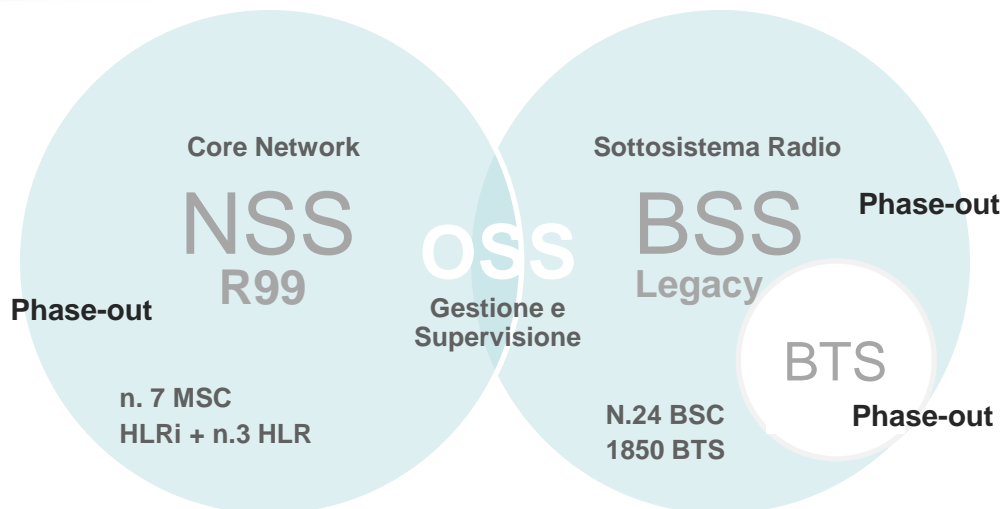 Core Network
NSS
R99
Phase-out
n. 7 MSC
HLRi + n.3 HLR
OSS
Gestione e
Supervisione
Sottosistema Radio
BSS
Legacy
Phase-out
BTS
Phase-out
N.24 BSC
1850 BTS